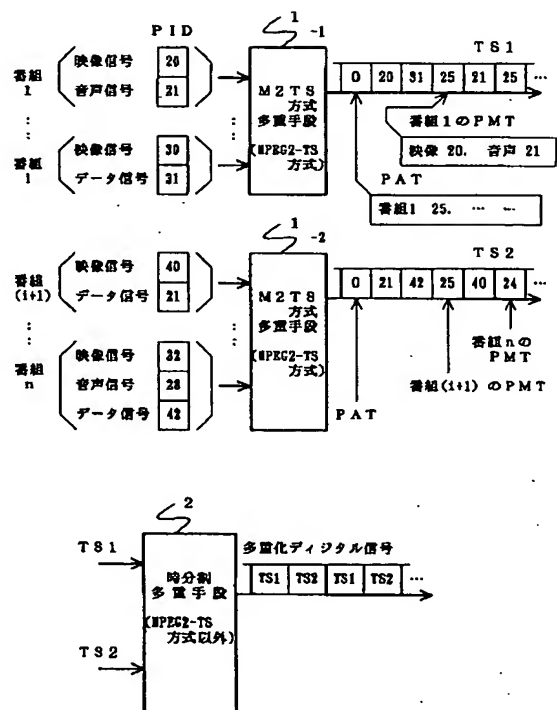 PID
1
-1
TS1
番組
1
映像信号
20
音声信号
21
M2TS
方式
多重手段
(MPEG2-TS
方式)
0 20 31 25 21 25 …
番組1のPMT
映像 20. 音声 21
番組
1
映像信号
30
データ信号
31
PAT
番組1 25. … …
1
-2
TS2
番組
(i+1)
映像信号
40
データ信号
21
M2TS
方式
多重手段
(MPEG2-TS
方式)
0 21 42 25 40 24 …
番組nの
PMT
番組(i+1)のPMT
PAT
番組
n
映像信号
32
音声信号
28
データ信号
42
2
TS1
多重化ディジタル信号
時分割
多重手段
(MPEG2-TS
方式以外)
TS1 TS2 TS1 TS2 …
TS2